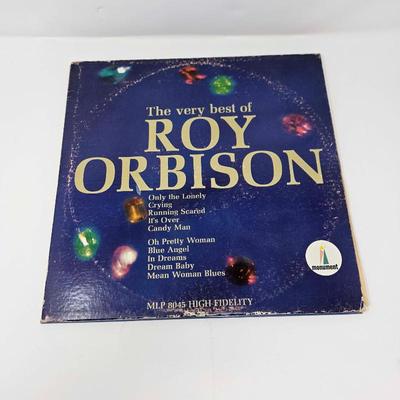 The very best of
ROY
ORBISON
Only the Lonely
Crying
Running Scared
It's Over
Candy Man
Oh Pretty Woman
Blue Angel
In Dreams
Dream Baby
Mean Woman Blues
monument
MLP 8045 HIGH FIDELITY